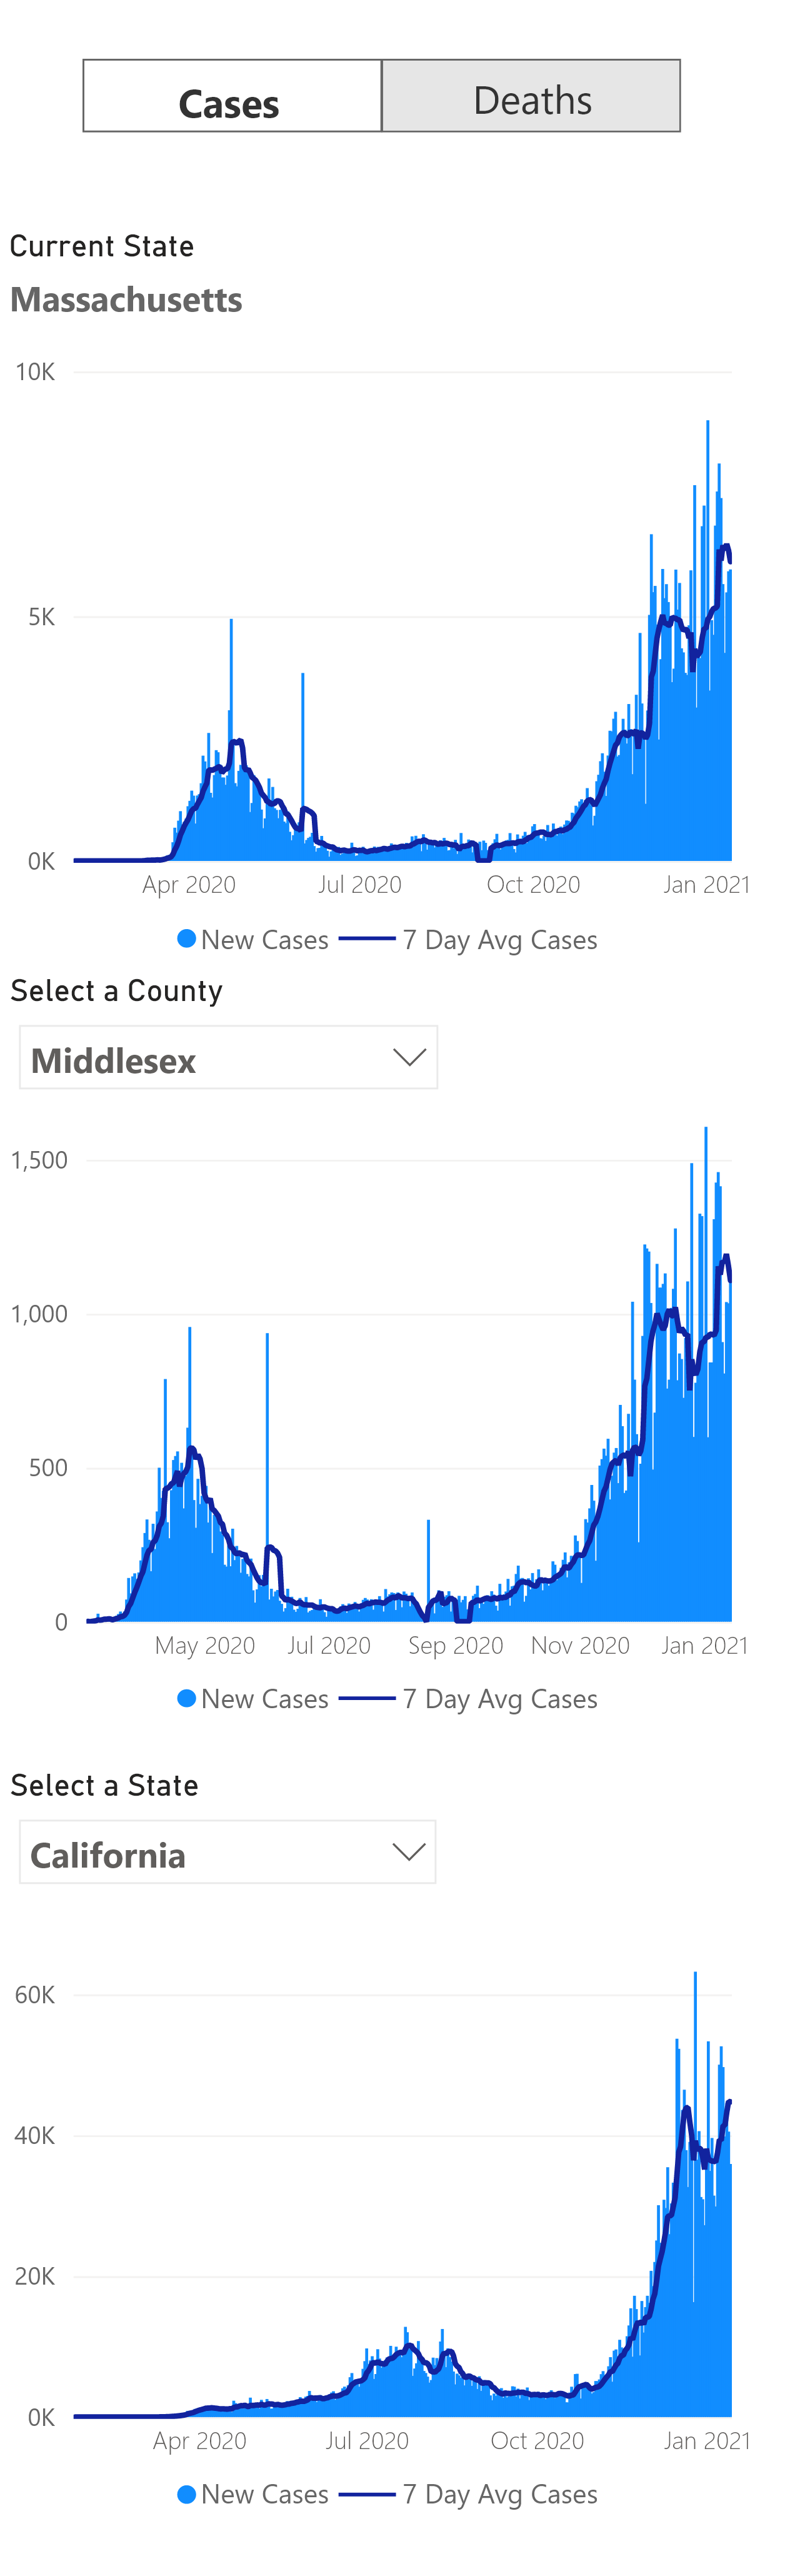 Cases Deaths
Current State
Massachusetts
10K
5K
0K
Apr 2020 Jul 2020 Oct 2020 Jan 2021
New Cases 7 Day Avg Cases
Select a County
Middlesex
1,500
1,000
500
0
May 2020 Jul 2020 Sep 2020 Nov 2020 Jan 2021
New Cases 7 Day Avg Cases
Select a State
California
60K
40K
20K
0K
Apr 2020 Jul 2020 Oct 2020 Jan 2021
New Cases 7 Day Avg Cases